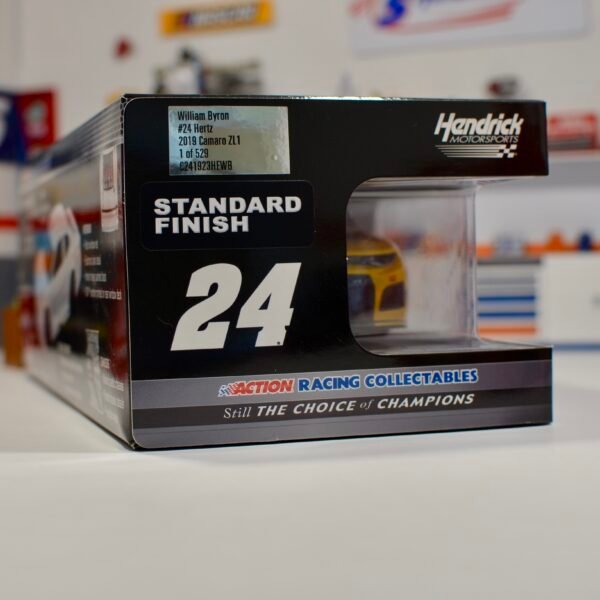 William Byron
#24 Hertz
2019 Camaro ZL1
1 of 529
C241923HEWB
Hendrick
MOTORSPORTS
STANDARD
FINISH
24
ACTION RACING COLLECTABLES
Still THE CHOICE of CHAMPIONS